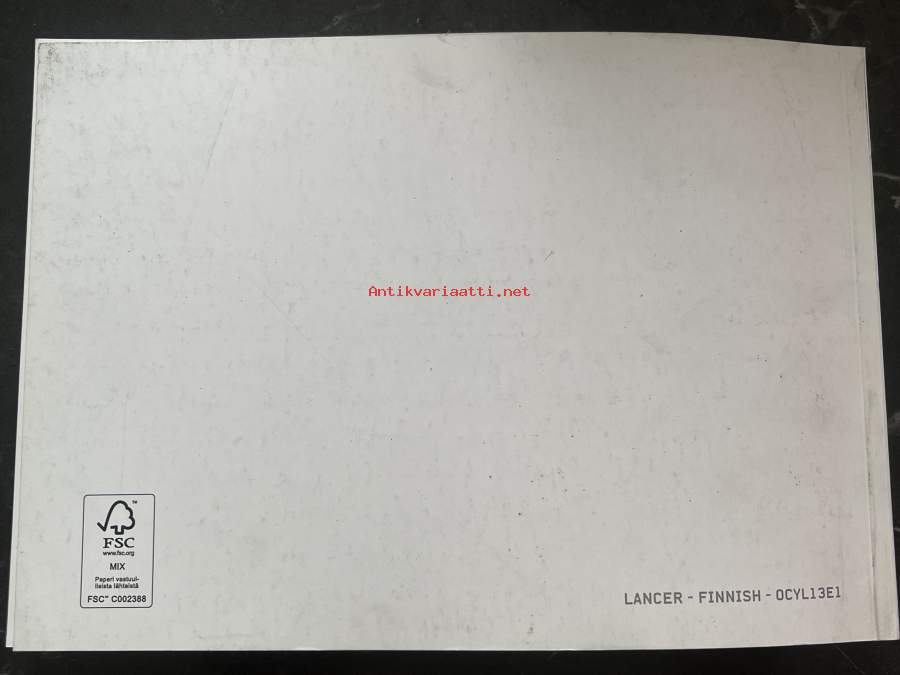 Antikvariaatti.net
FSC
www.fsc.org
MIX
Paperi vastuul-
lisista lähteistä
FSC™ C002388
LANCER - FINNISH - OCYL13E1